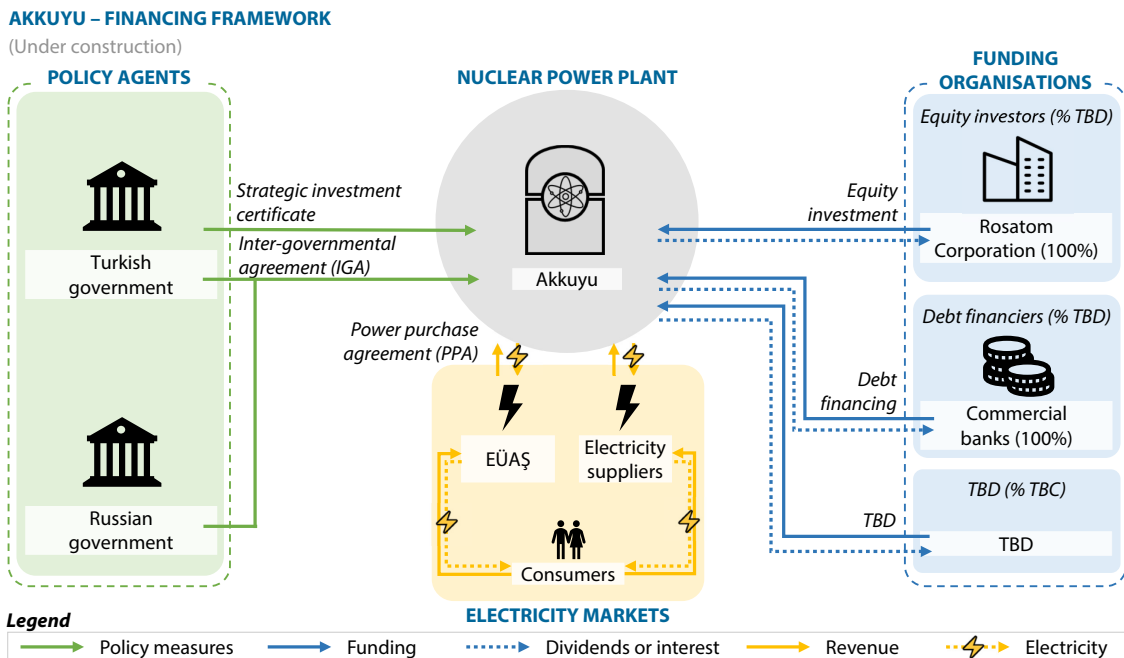 AKKUYU – FINANCING FRAMEWORK
(Under construction)
POLICY AGENTS
Turkish
government
Russian
government
Strategic investment
certificate
Inter-governmental
agreement (IGA)
NUCLEAR POWER PLANT
Akkuyu
Power purchase
agreement (PPA)
EÜAŞ
Electricity
suppliers
Consumers
ELECTRICITY MARKETS
FUNDING
ORGANISATIONS
Equity investors (% TBD)
Equity
investment
Rosatom
Corporation (100%)
Debt financiers (% TBD)
Debt
financing
Commercial
banks (100%)
TBD (% TBC)
TBD
TBD
Legend
Policy measures
Funding
Dividends or interest
Revenue
Electricity